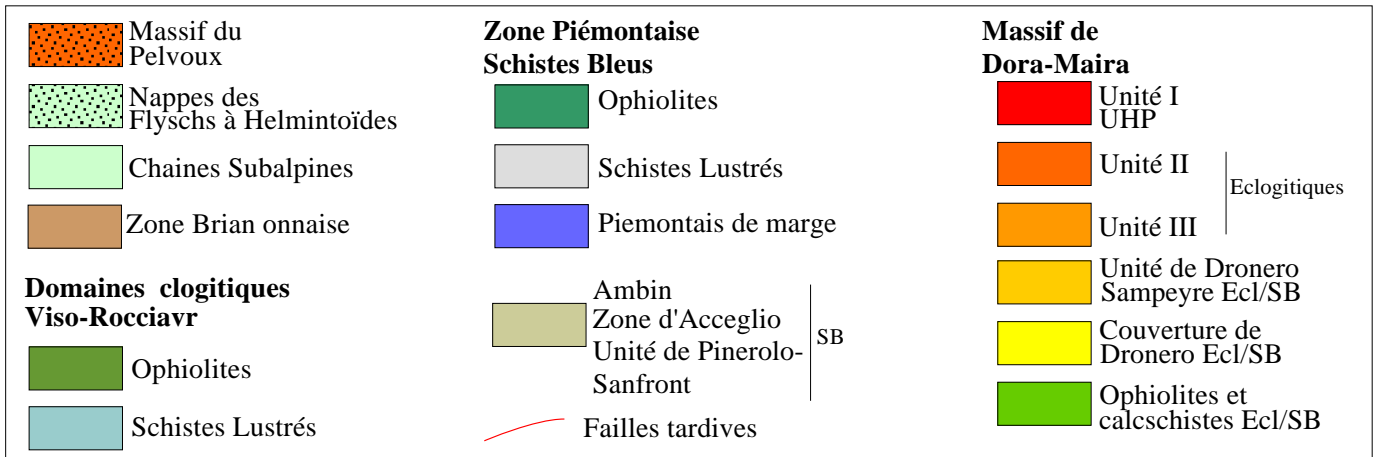 Massif du
Pelvoux
Nappes des
Flyschs à Helmintoïdes
Chaines Subalpines
Zone Brian onnaise
Domaines clogitiques
Viso-Rocciavr
Ophiolites
Schistes Lustrés
Zone Piémontaise
Schistes Bleus
Ophiolites
Schistes Lustrés
Piemontais de marge
Ambin
Zone d'Acceglio
Unité de Pinerolo-
Sanfront
SB
Failles tardives
Massif de
Dora-Maira
Unité I
UHP
Unité II
Eclogitiques
Unité III
Unité de Dronero
Sampeyre Ecl/SB
Couverture de
Dronero Ecl/SB
Ophiolites et
calcschistes Ecl/SB